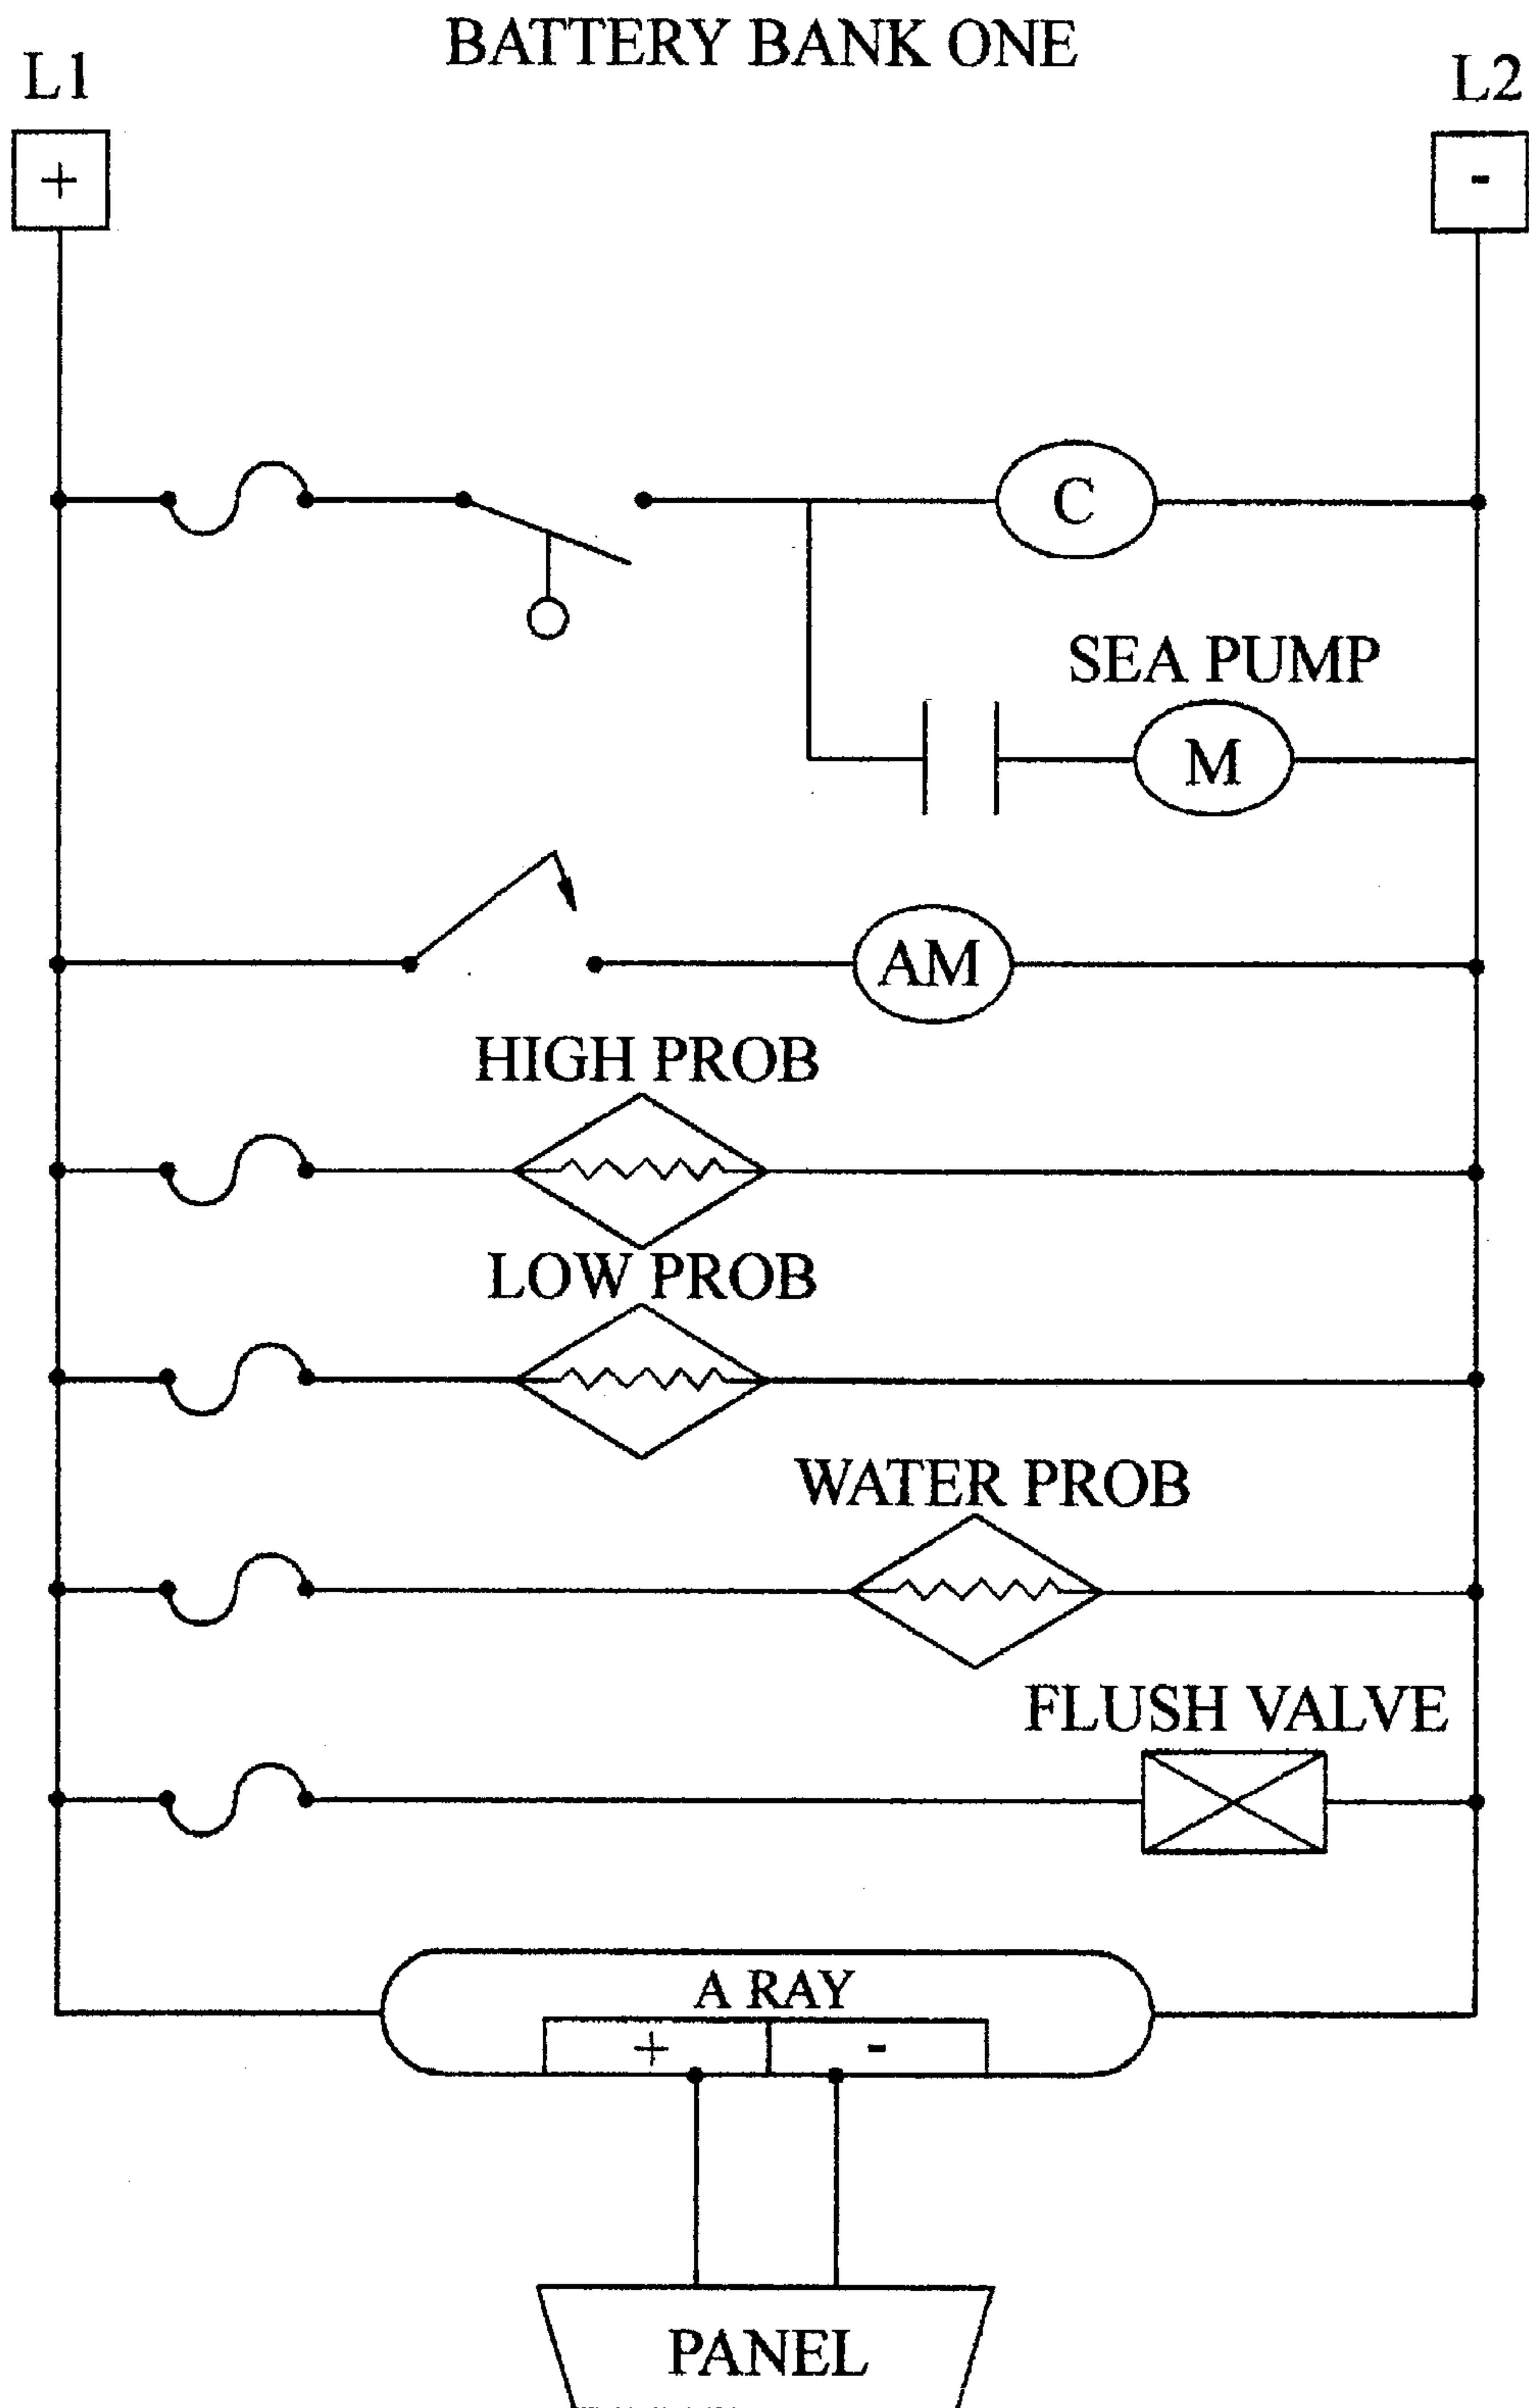 BATTERY BANK ONE
L1
L2
+
-
C
SEA PUMP
M
AM
HIGH PROB
LOW PROB
WATER PROB
FLUSH VALVE
A RAY
+ -
PANEL